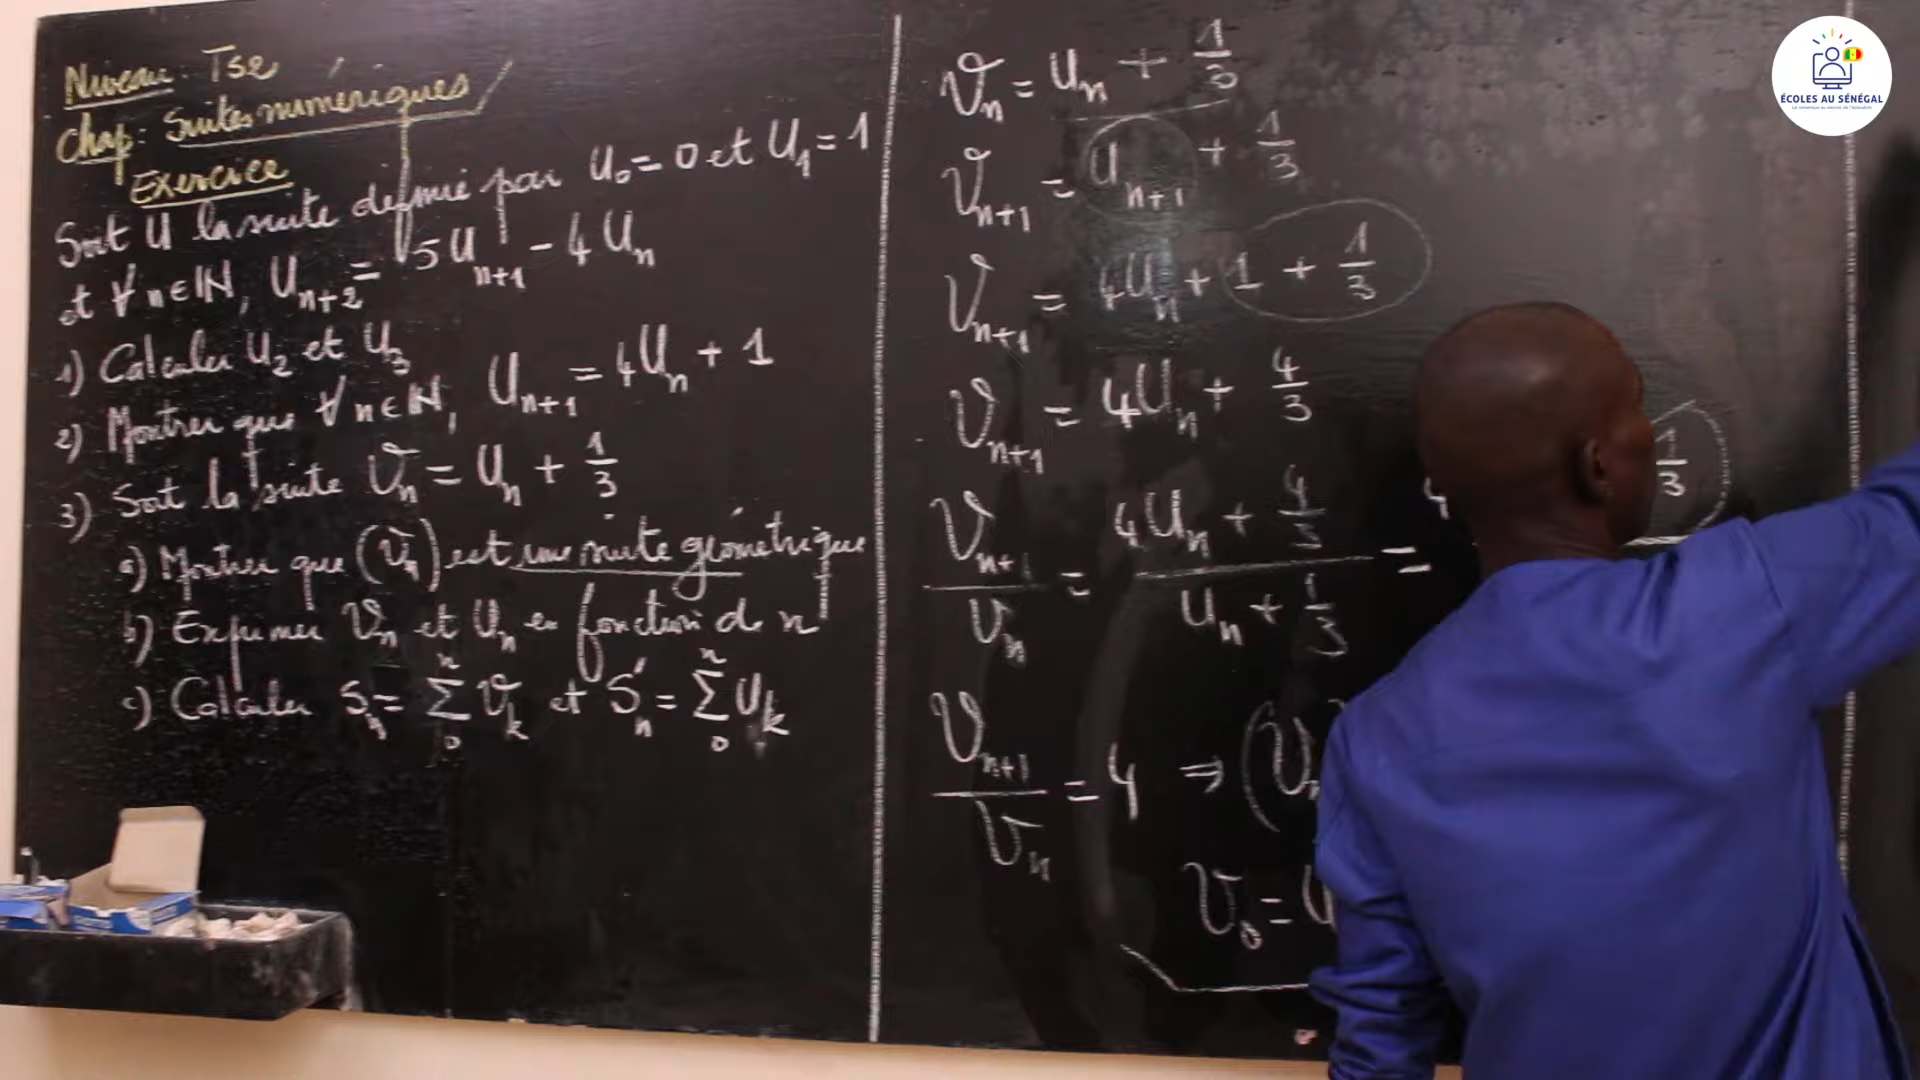 Niveau : Tse
Chap : Suites numériques
Exercice
Soit U la suite définie par U₀ = 0 et U₁ = 1
et ∀ n ∈ ℕ, Uₙ₊₂ = 5Uₙ₊₁ - 4Uₙ
1) Calculer U₂ et U₃
2) Montrer que ∀ n ∈ ℕ, Uₙ₊₁ = 4Uₙ + 1
3) Soit la suite Vₙ = Uₙ + 1/3
a) Montrer que (Vₙ) est une suite géométrique
b) Exprimer Vₙ et Uₙ en fonction de n
c) Calculer Sₙ = ∑₀ⁿ Vₖ et S'ₙ = ∑₀ⁿ Uₖ
Vₙ = Uₙ + 1/3
Vₙ₊₁ = Uₙ₊₁ + 1/3
Vₙ₊₁ = 4Uₙ + 1 + 1/3
Vₙ₊₁ = 4Uₙ + 4/3
Vₙ₊₁/Vₙ = (4Uₙ + 4/3)/(Uₙ + 1/3) = 1/3
Vₙ₊₁/Vₙ = 4 ⇒ (Vₙ
V₀ =
ÉCOLES AU SÉNÉGAL